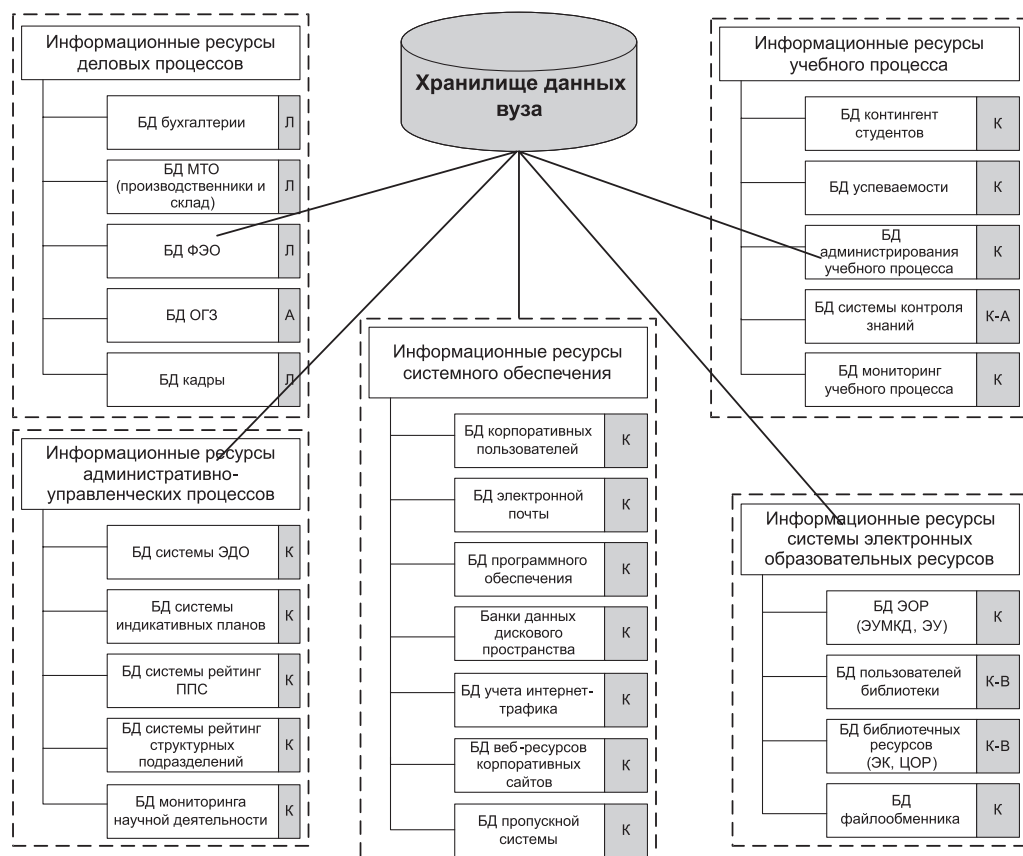 Хранилище данных
вуза
Информационные ресурсы
деловых процессов
БД бухгалтерии
Л
БД МТО
(производственники и
склад)
Л
БД ФЭО
Л
БД ОГЗ
А
БД кадры
Л
Информационные ресурсы
административно-
управленческих процессов
БД системы ЭДО
К
БД системы
индикативных планов
К
БД системы рейтинг
ППС
К
БД системы рейтинг
структурных
подразделений
К
БД мониторинга
научной деятельности
К
Информационные ресурсы
системного обеспечения
БД корпоративных
пользователей
К
БД электронной
почты
К
БД программного
обеспечения
К
Банки данных
дискового
пространства
К
БД учета интернет-
трафика
К
БД веб-ресурсов
корпоративных
сайтов
К
БД пропускной
системы
К
Информационные ресурсы
учебного процесса
БД контингент
студентов
К
БД успеваемости
К
БД
администрирования
учебного процесса
К
БД системы контроля
знаний
К-А
БД мониторинг
учебного процесса
К
Информационные ресурсы
системы электронных
образовательных ресурсов
БД ЭОР
(ЭУМКД, ЭУ)
К
БД пользователей
библиотеки
К-В
БД библиотечных
ресурсов
(ЭК, ЦОР)
К-В
БД
файлообменника
К